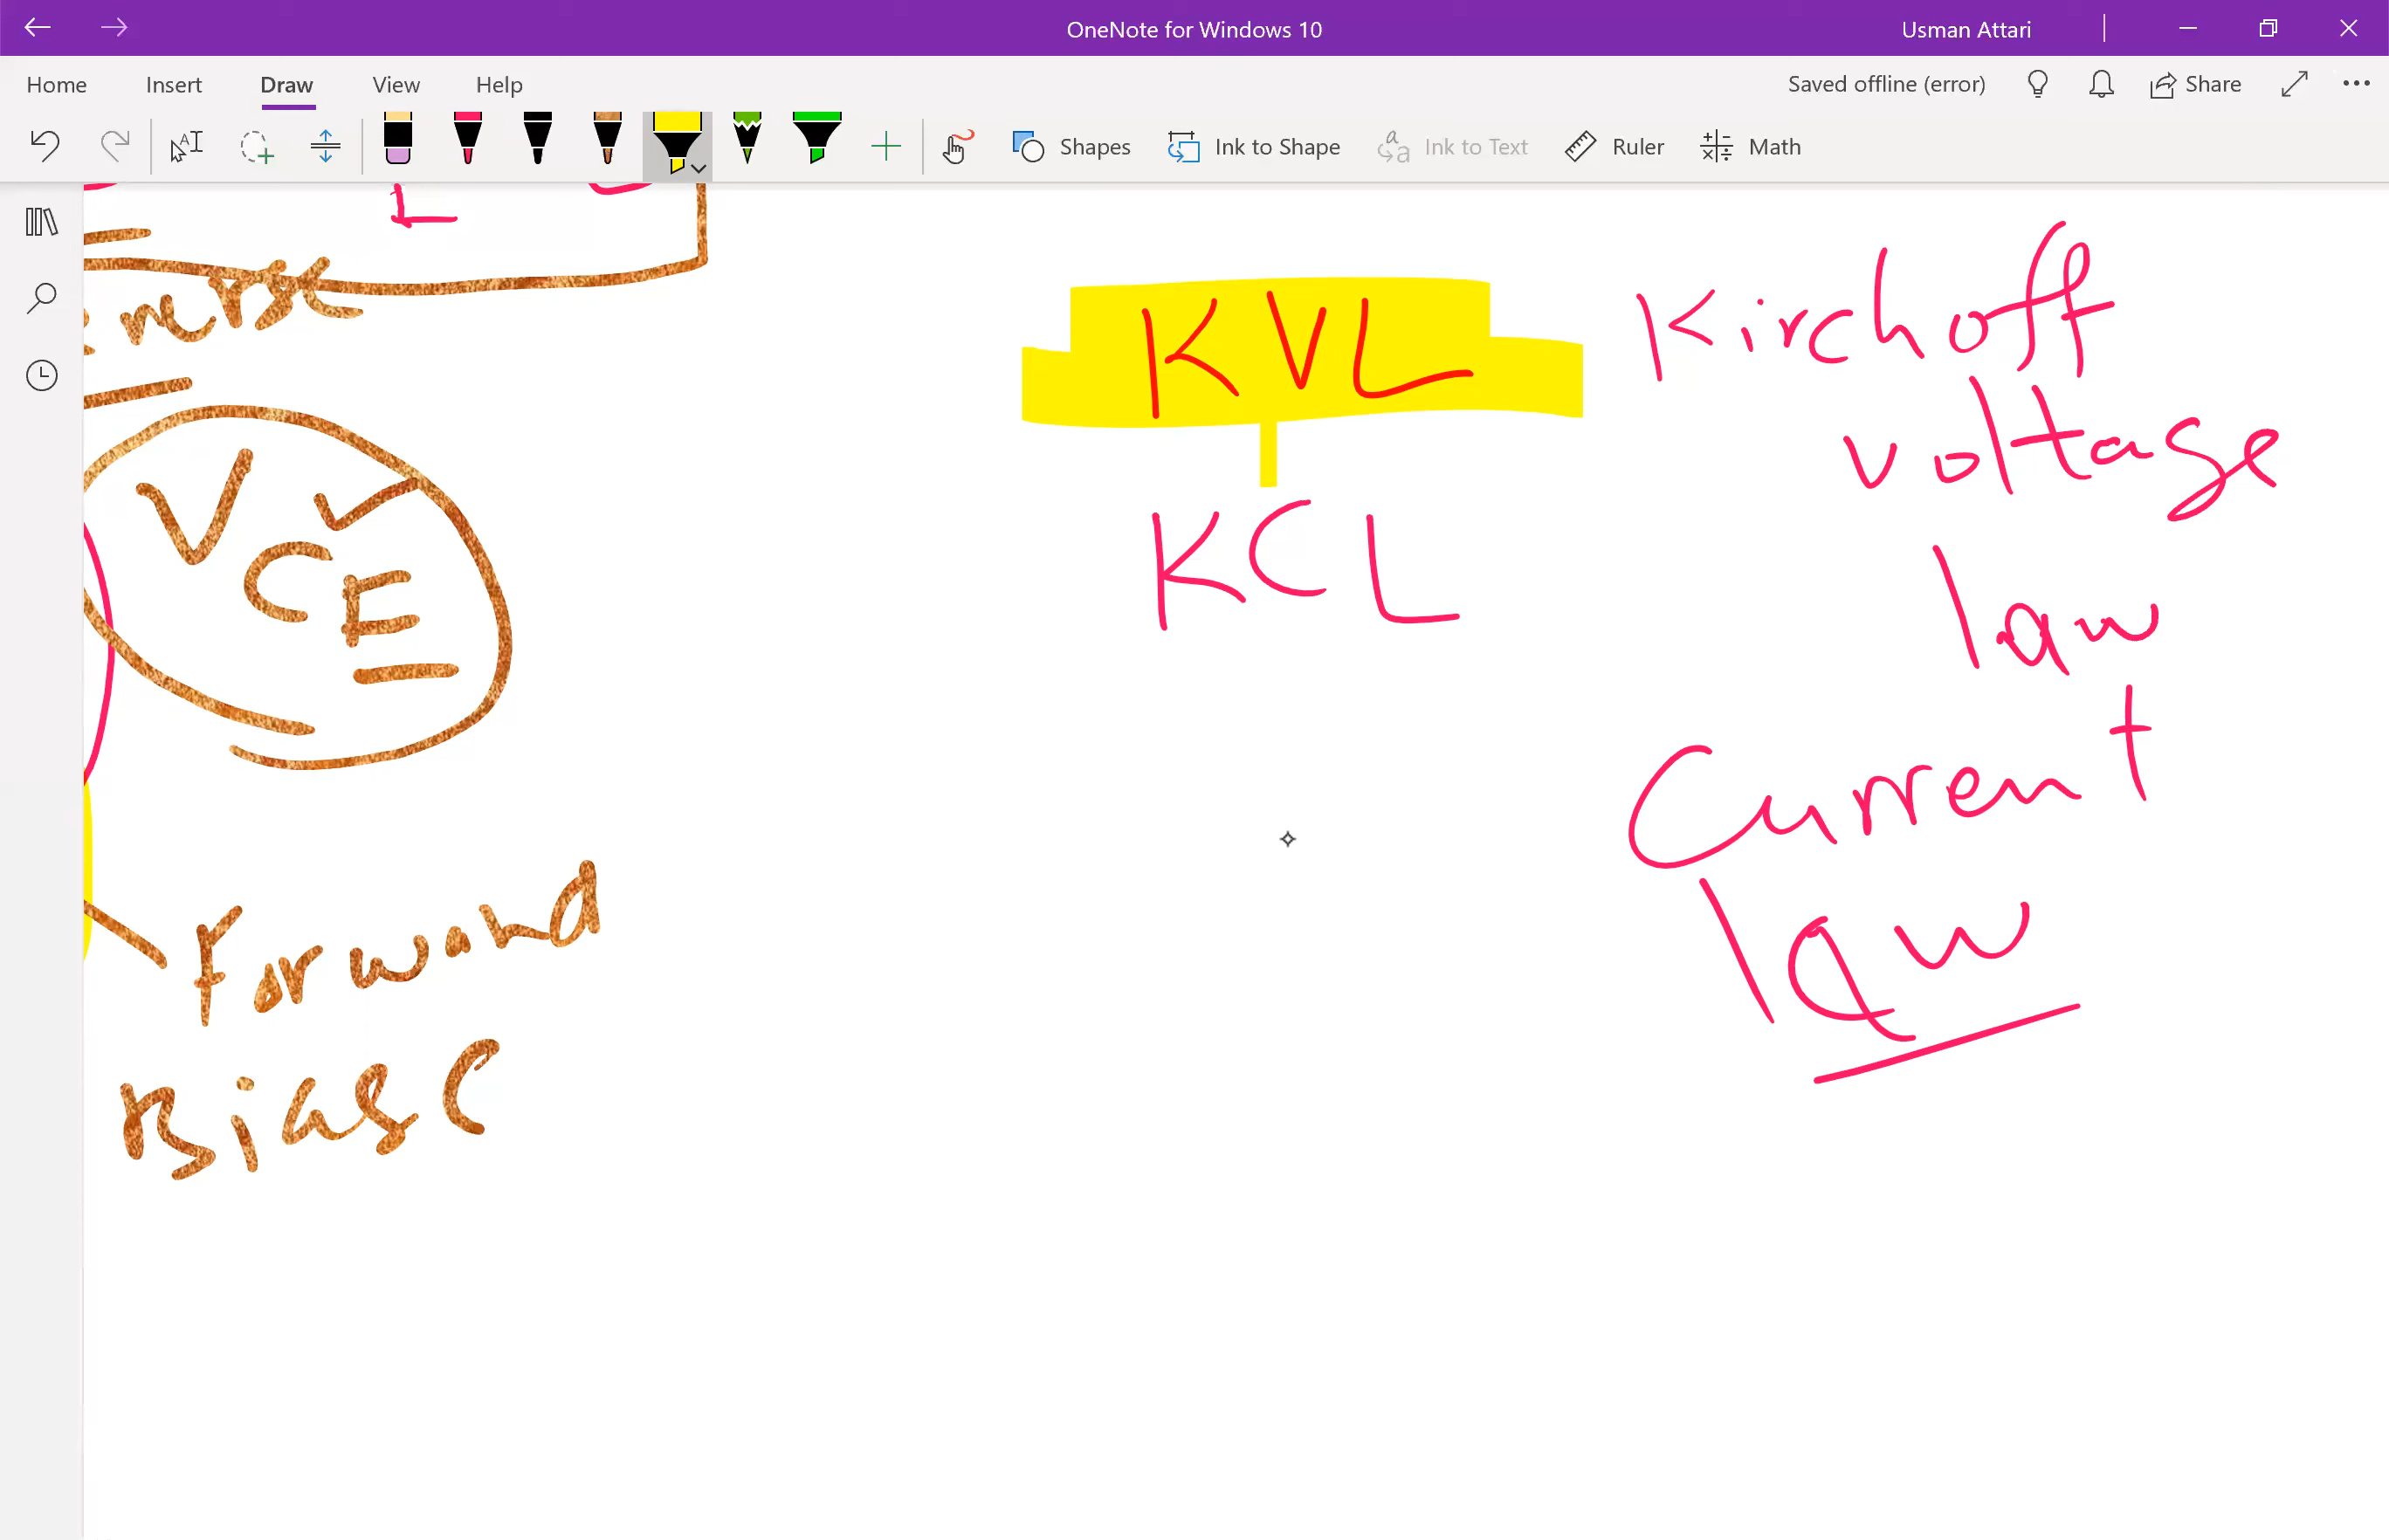 OneNote for Windows 10
Usman Attari
Home Insert Draw View Help
Saved offline (error)
Share
Shapes Ink to Shape Ink to Text Ruler Math
L
KVL
KCL
Kirchoff
voltage
law
Current
law
VCE
Forward
Bias